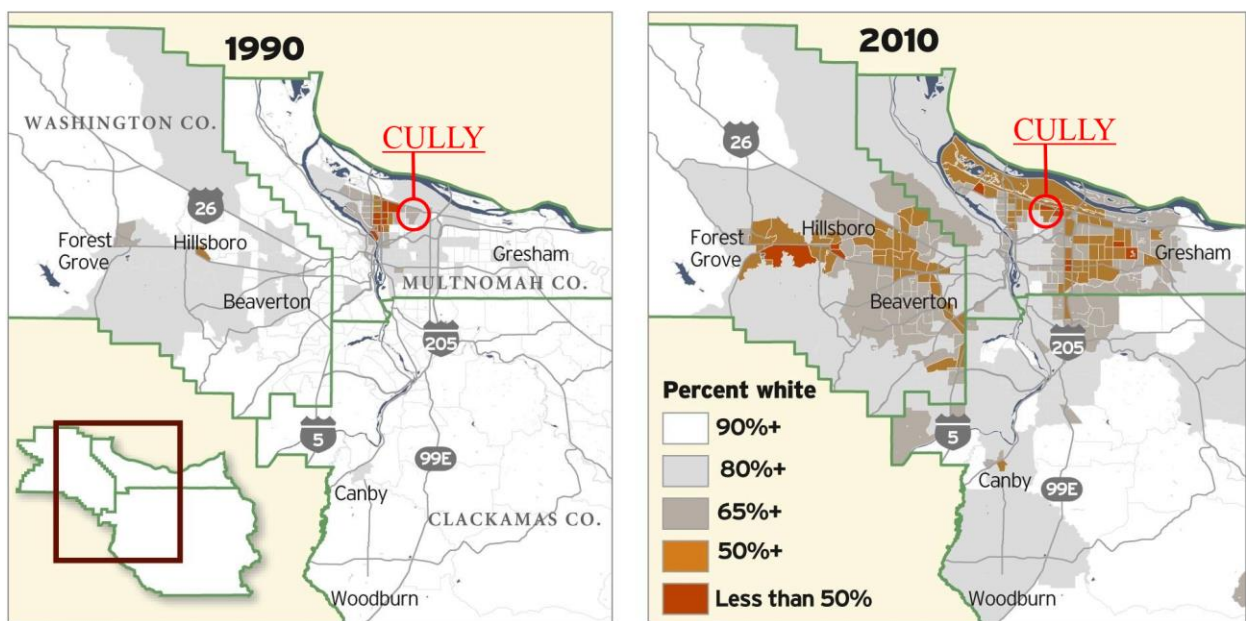 1990
WASHINGTON CO.
CULLY
26
Forest
Grove
Hillsboro
Gresham
MULTNOMAH CO.
Beaverton
205
5
99E
Canby
CLACKAMAS CO.
Woodburn
2010
CULLY
26
Forest
Grove
Hillsboro
Gresham
Beaverton
205
Percent white
90%+
80%+
65%+
50%+
Less than 50%
5
Canby
99E
Woodburn